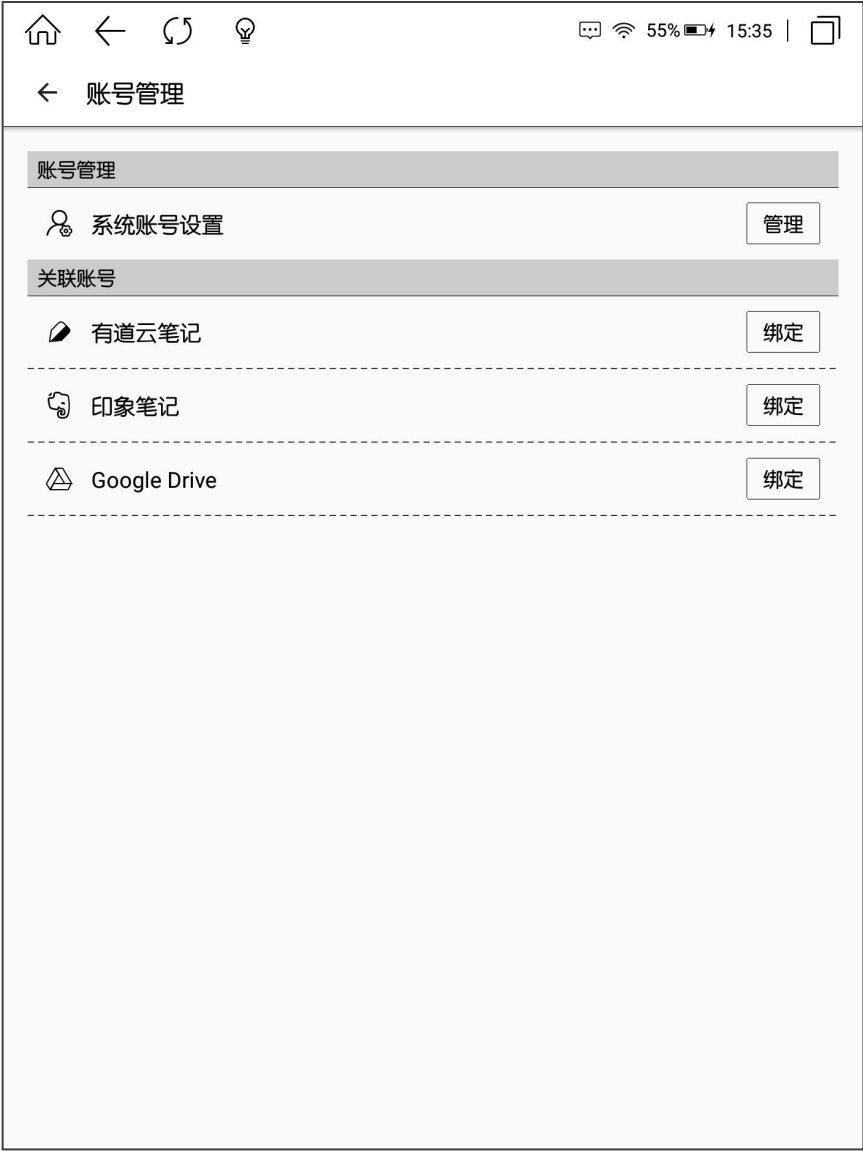 55% 15:35
账号管理
账号管理
系统账号设置 管理
关联账号
有道云笔记 绑定
印象笔记 绑定
Google Drive 绑定